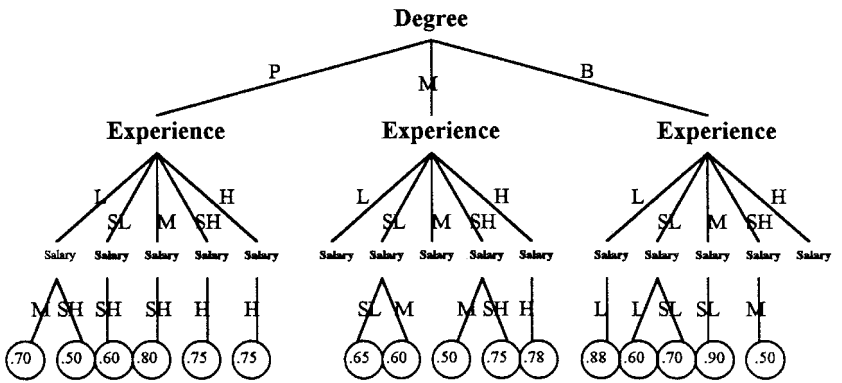 Degree
P M B
Experience Experience Experience
L SL M SH H L SL M SH H L SL M SH H
Salary Salary Salary Salary Salary Salary Salary Salary Salary Salary Salary Salary Salary Salary Salary
M SH SH SH H H SL M M SH H L L SL SL M
.70 .50 .60 .80 .75 .75 .65 .60 .50 .75 .78 .88 .60 .70 .90 .50